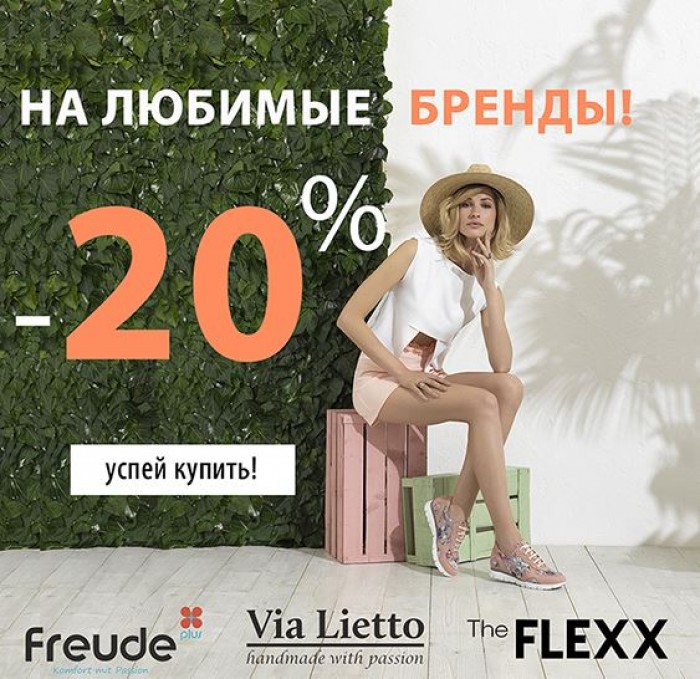 НА ЛЮБИМЫЕ БРЕНДЫ!
-20%
успей купить!
Freude plus
Komfort mit Passion
Via Lietto
handmade with passion
The FLEXX